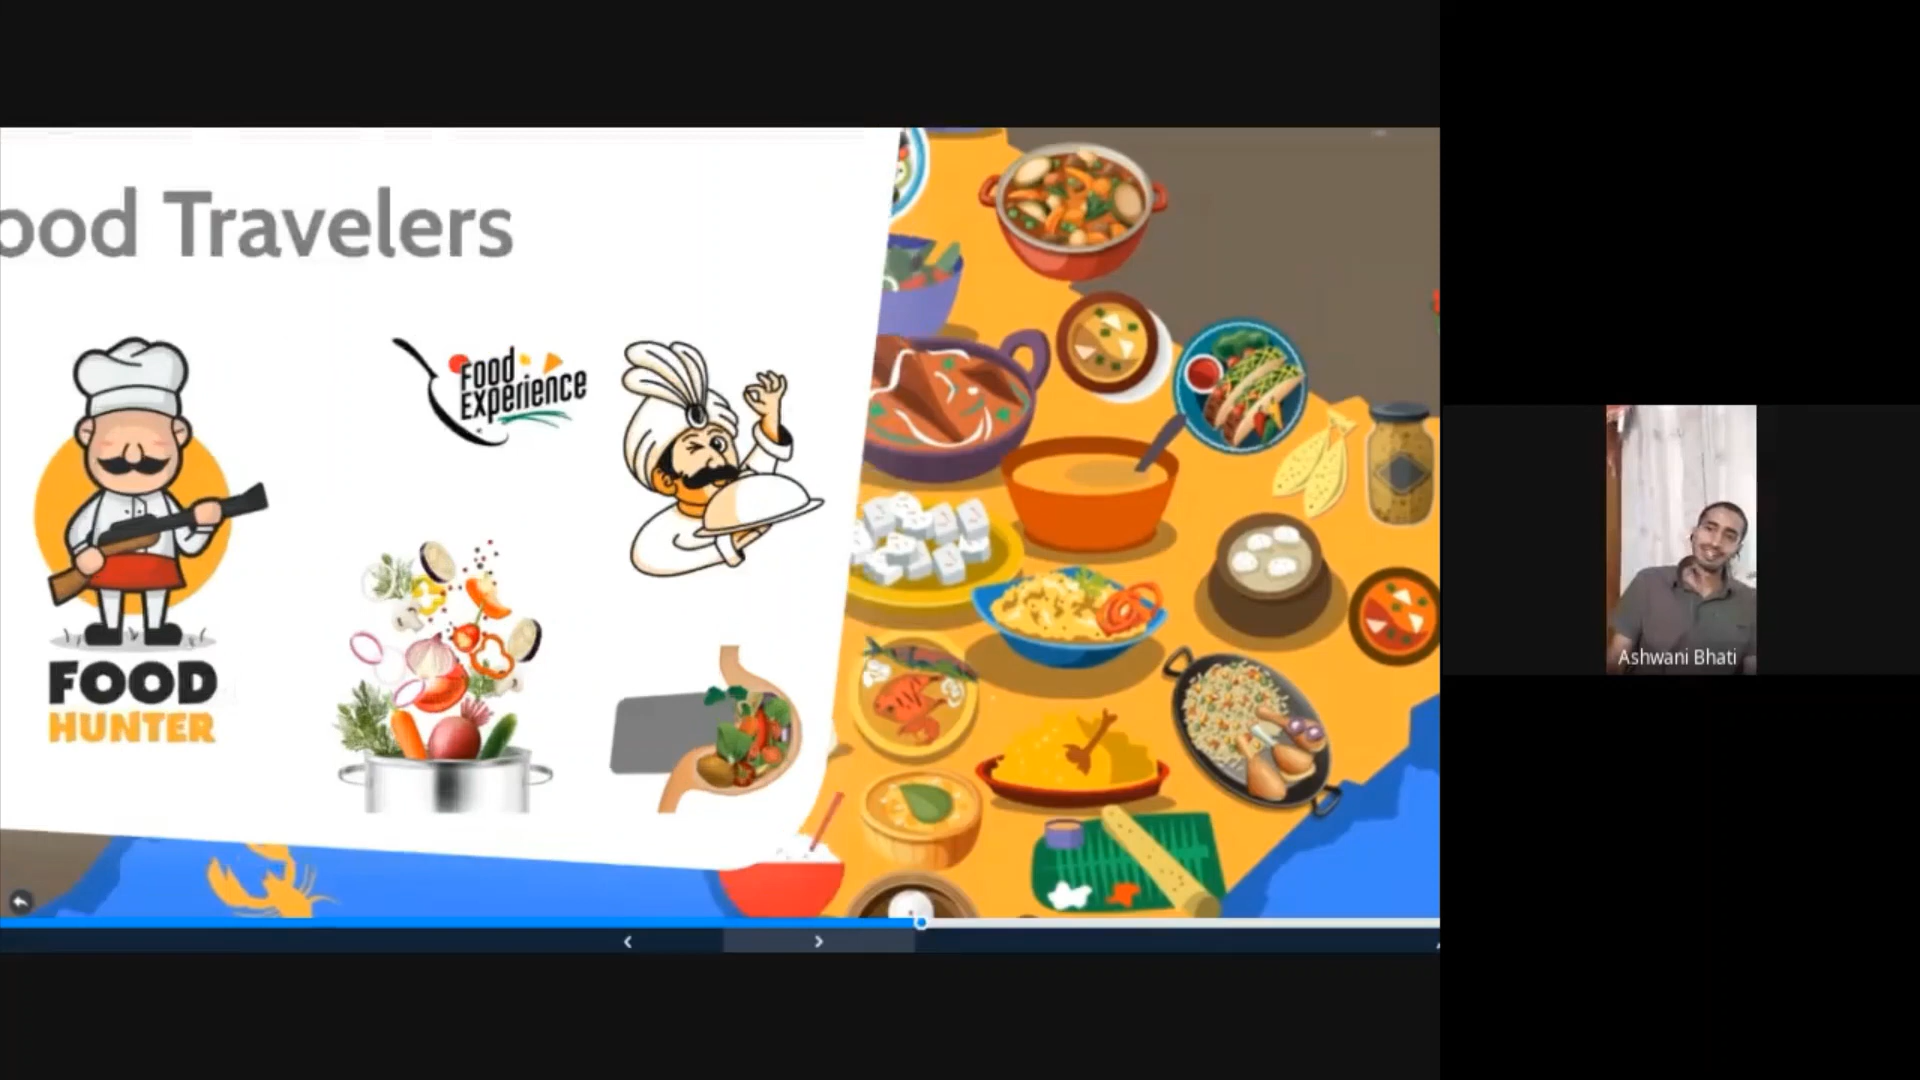 ood Travelers
Food
Experience
FOOD
HUNTER
Ashwani Bhati